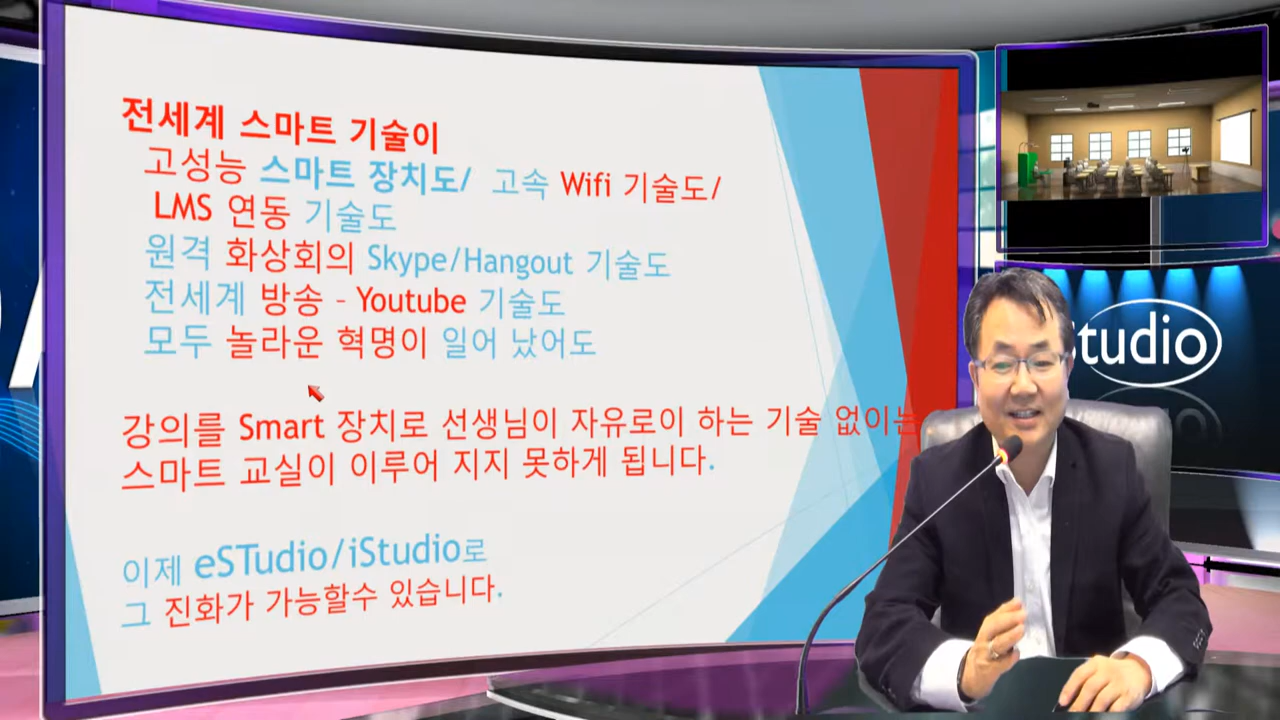 전세계 스마트 기술이
고성능 스마트 장치도/ 고속 Wifi 기술도/
LMS 연동 기술도
원격 화상회의 Skype/Hangout 기술도
전세계 방송 - Youtube 기술도
모두 놀라운 혁명이 일어 났어도
강의를 Smart 장치로 선생님이 자유로이 하는 기술 없이는
스마트 교실이 이루어 지지 못하게 됩니다.
이제 eSTudio/iStudio로
그 진화가 가능할수 있습니다.
Studio